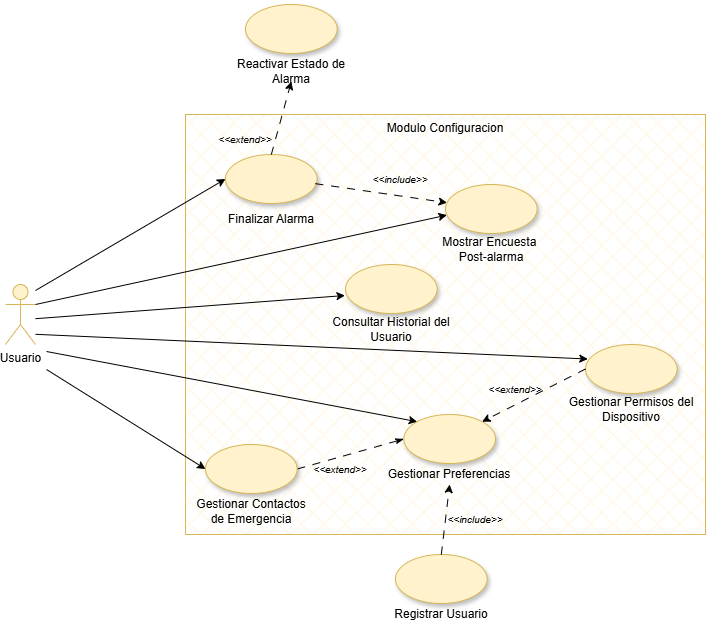 Reactivar Estado de
Alarma
<<extend>>
Modulo Configuracion
<<include>>
Finalizar Alarma
Mostrar Encuesta
Post-alarma
Consultar Historial del
Usuario
Usuario
<<extend>>
Gestionar Permisos del
Dispositivo
<<extend>>
Gestionar Preferencias
Gestionar Contactos
de Emergencia
<<include>>
Registrar Usuario